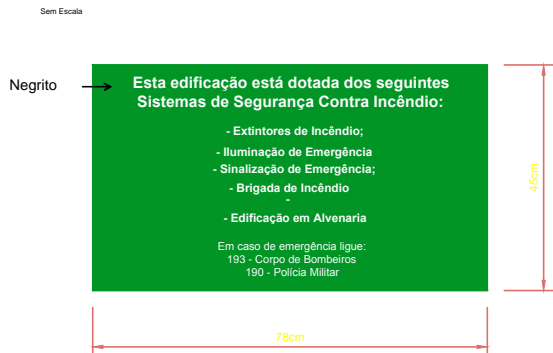 Sem Escala
Negrito
Esta edificação está dotada dos seguintes
Sistemas de Segurança Contra Incêndio:
- Extintores de Incêndio;
- Iluminação de Emergência
- Sinalização de Emergência;
- Brigada de Incêndio
-
- Edificação em Alvenaria
Em caso de emergência ligue:
193 - Corpo de Bombeiros
190 - Polícia Militar
45cm
78cm